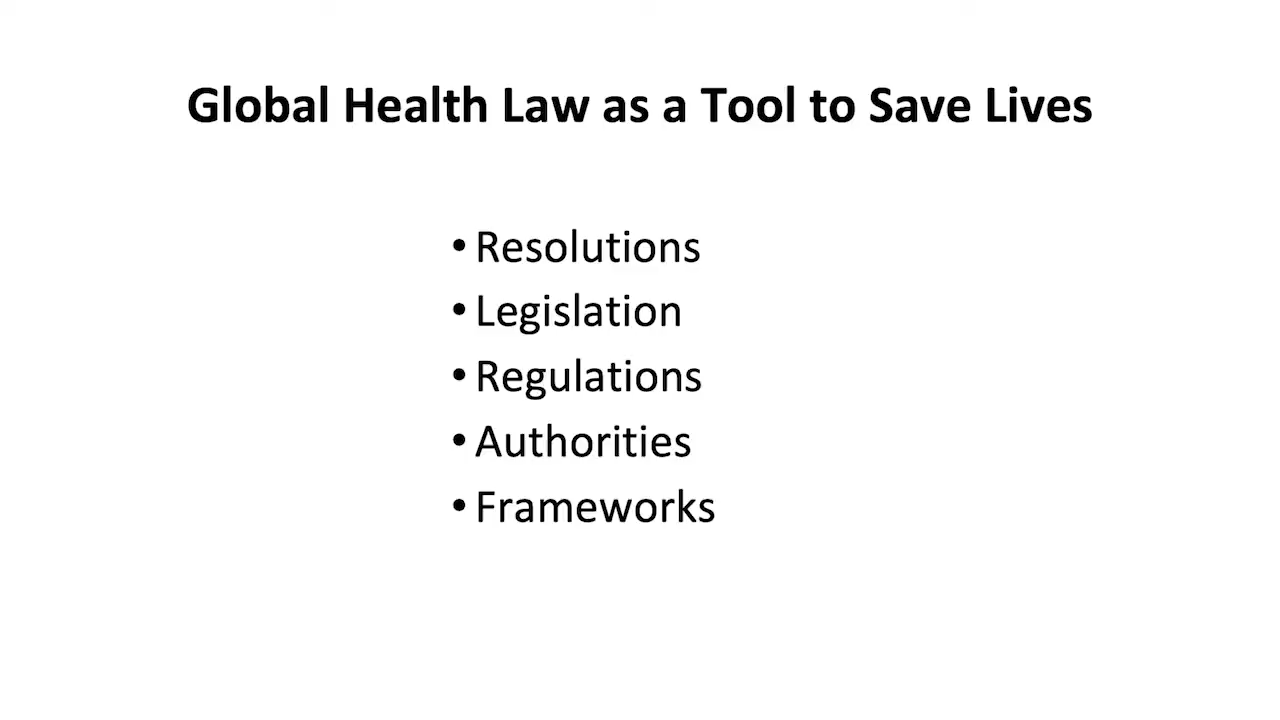 Global Health Law as a Tool to Save Lives
• Resolutions
• Legislation
• Regulations
• Authorities
• Frameworks